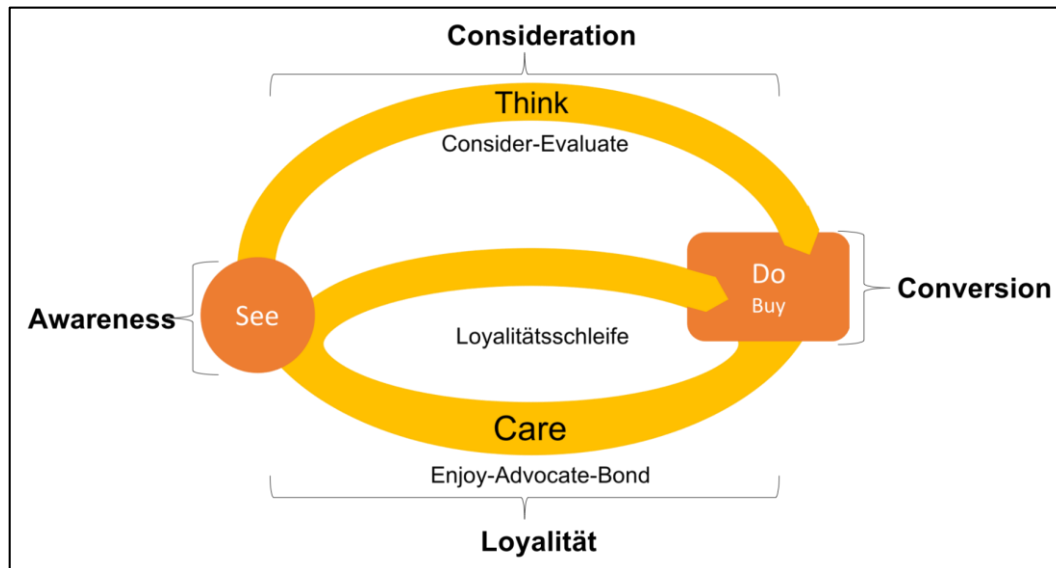 Consideration
Think
Consider-Evaluate
Awareness
See
Do
Buy
Conversion
Loyalitätsschleife
Care
Enjoy-Advocate-Bond
Loyalität